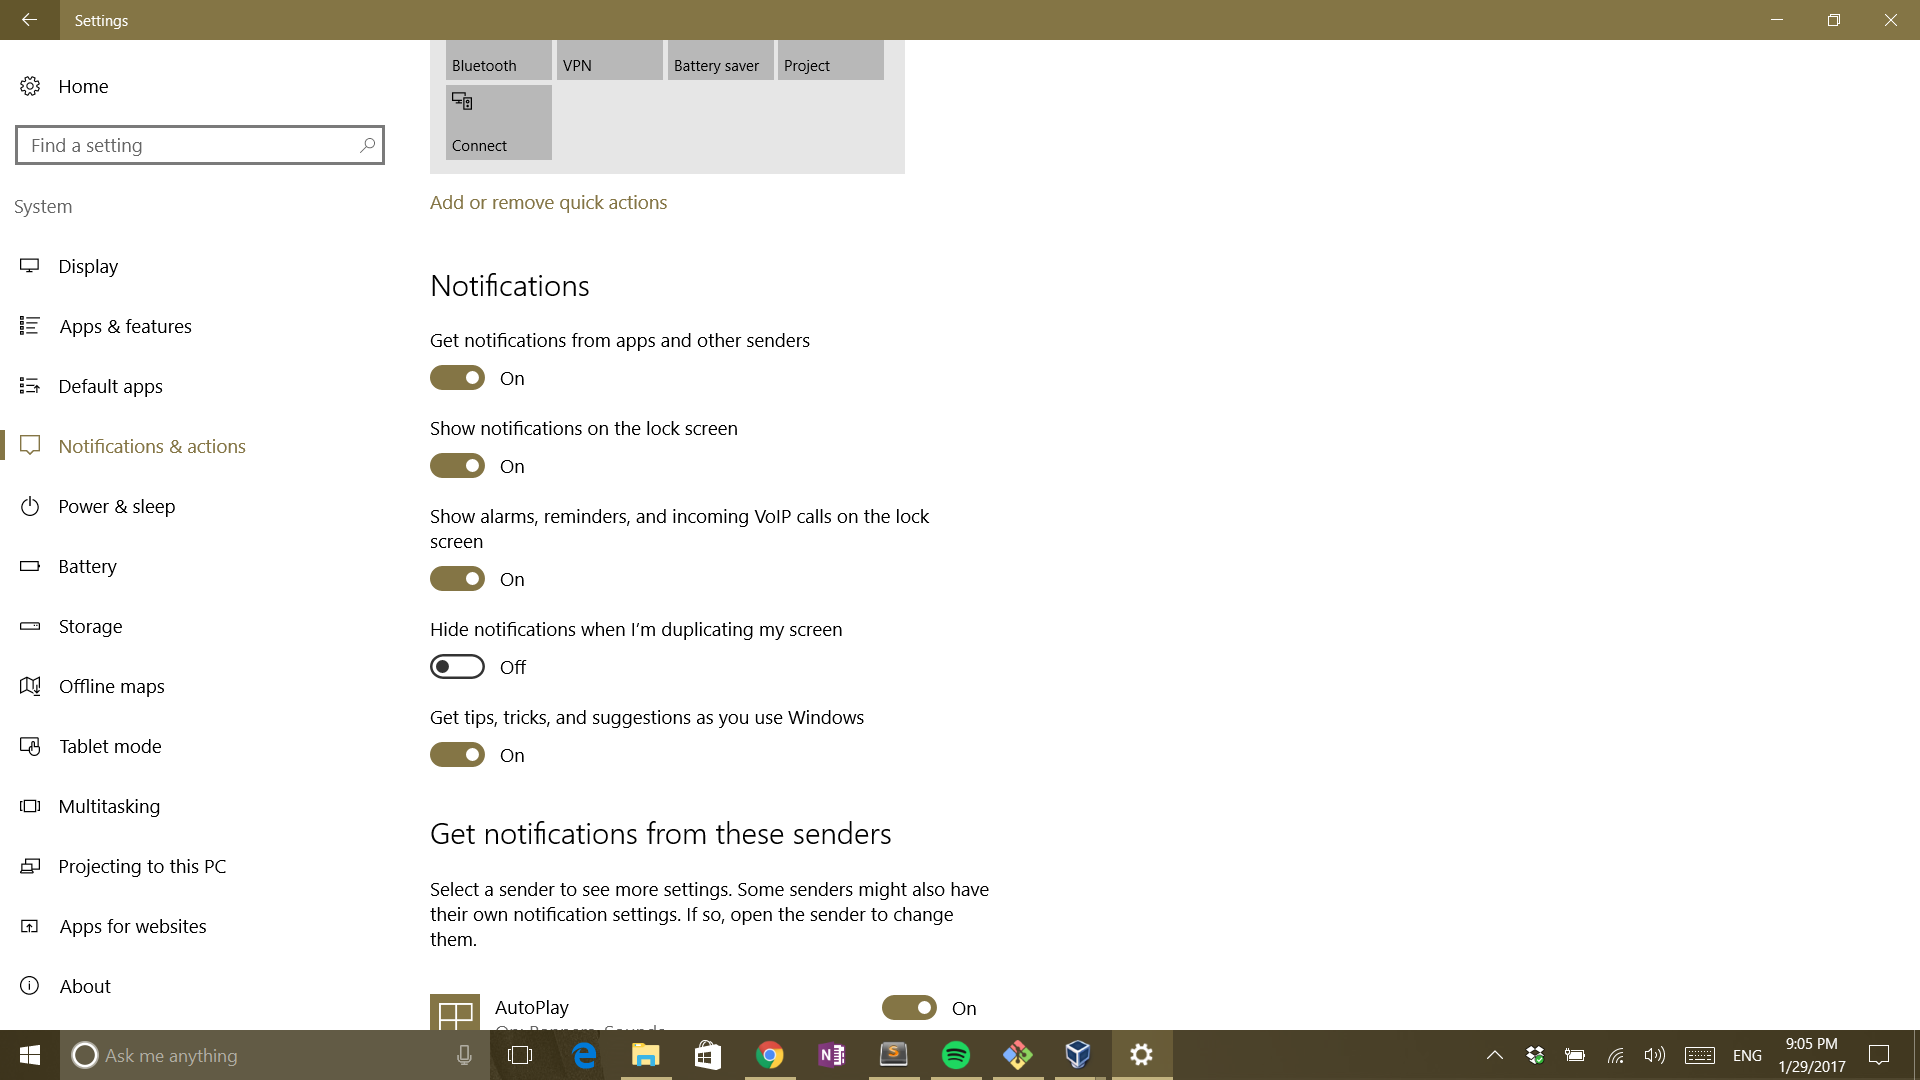 Settings
Home
Find a setting
System
Display
Apps & features
Default apps
Notifications & actions
Power & sleep
Battery
Storage
Offline maps
Tablet mode
Multitasking
Projecting to this PC
Apps for websites
About
Bluetooth
VPN
Battery saver
Project
Connect
Add or remove quick actions
Notifications
Get notifications from apps and other senders
On
Show notifications on the lock screen
On
Show alarms, reminders, and incoming VoIP calls on the lock
screen
On
Hide notifications when I'm duplicating my screen
Off
Get tips, tricks, and suggestions as you use Windows
On
Get notifications from these senders
Select a sender to see more settings. Some senders might also have
their own notification settings. If so, open the sender to change
them.
AutoPlay
On
On: Banners, Sounds
Ask me anything
N
S
ENG
9:05 PM
1/29/2017